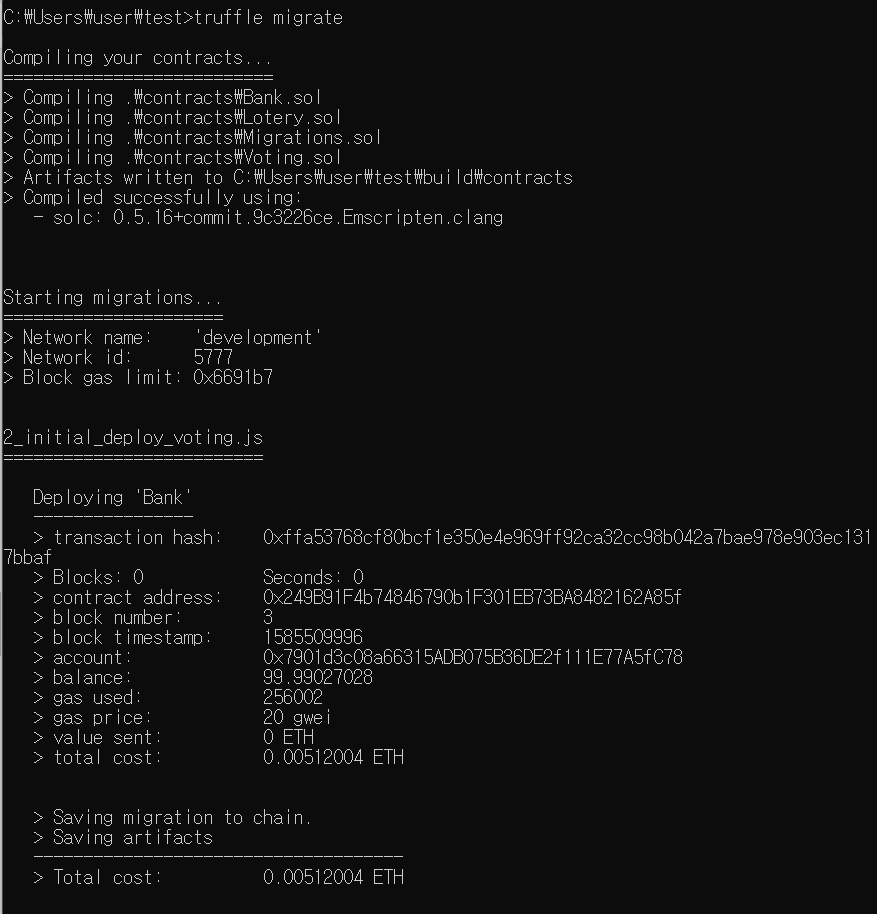 C:₩Users₩user₩test>truffle migrate
Compiling your contracts...
===========================
> Compiling .₩contracts₩Bank.sol
> Compiling .₩contracts₩Lotery.sol
> Compiling .₩contracts₩Migrations.sol
> Compiling .₩contracts₩Voting.sol
> Artifacts written to C:₩Users₩user₩test₩build₩contracts
> Compiled successfully using:
   - solc: 0.5.16+commit.9c3226ce.Emscripten.clang
Starting migrations...
======================
> Network name:    'development'
> Network id:      5777
> Block gas limit: 0x6691b7
2_initial_deploy_voting.js
==========================
   Deploying 'Bank'
   ----------------
   > transaction hash:    0xffa53768cf80bcf1e350e4e969ff92ca32cc98b042a7bae978e903ec131
7bbaf
   > Blocks: 0            Seconds: 0
   > contract address:    0x249B91F4b74846790b1F301EB73BA8482162A85f
   > block number:        3
   > block timestamp:     1585509996
   > account:             0x7901d3c08a66315ADB075B36DE2f111E77A5fC78
   > balance:             99.99027028
   > gas used:            256002
   > gas price:           20 gwei
   > value sent:          0 ETH
   > total cost:          0.00512004 ETH
   > Saving migration to chain.
   > Saving artifacts
   -------------------------------------
   > Total cost:          0.00512004 ETH